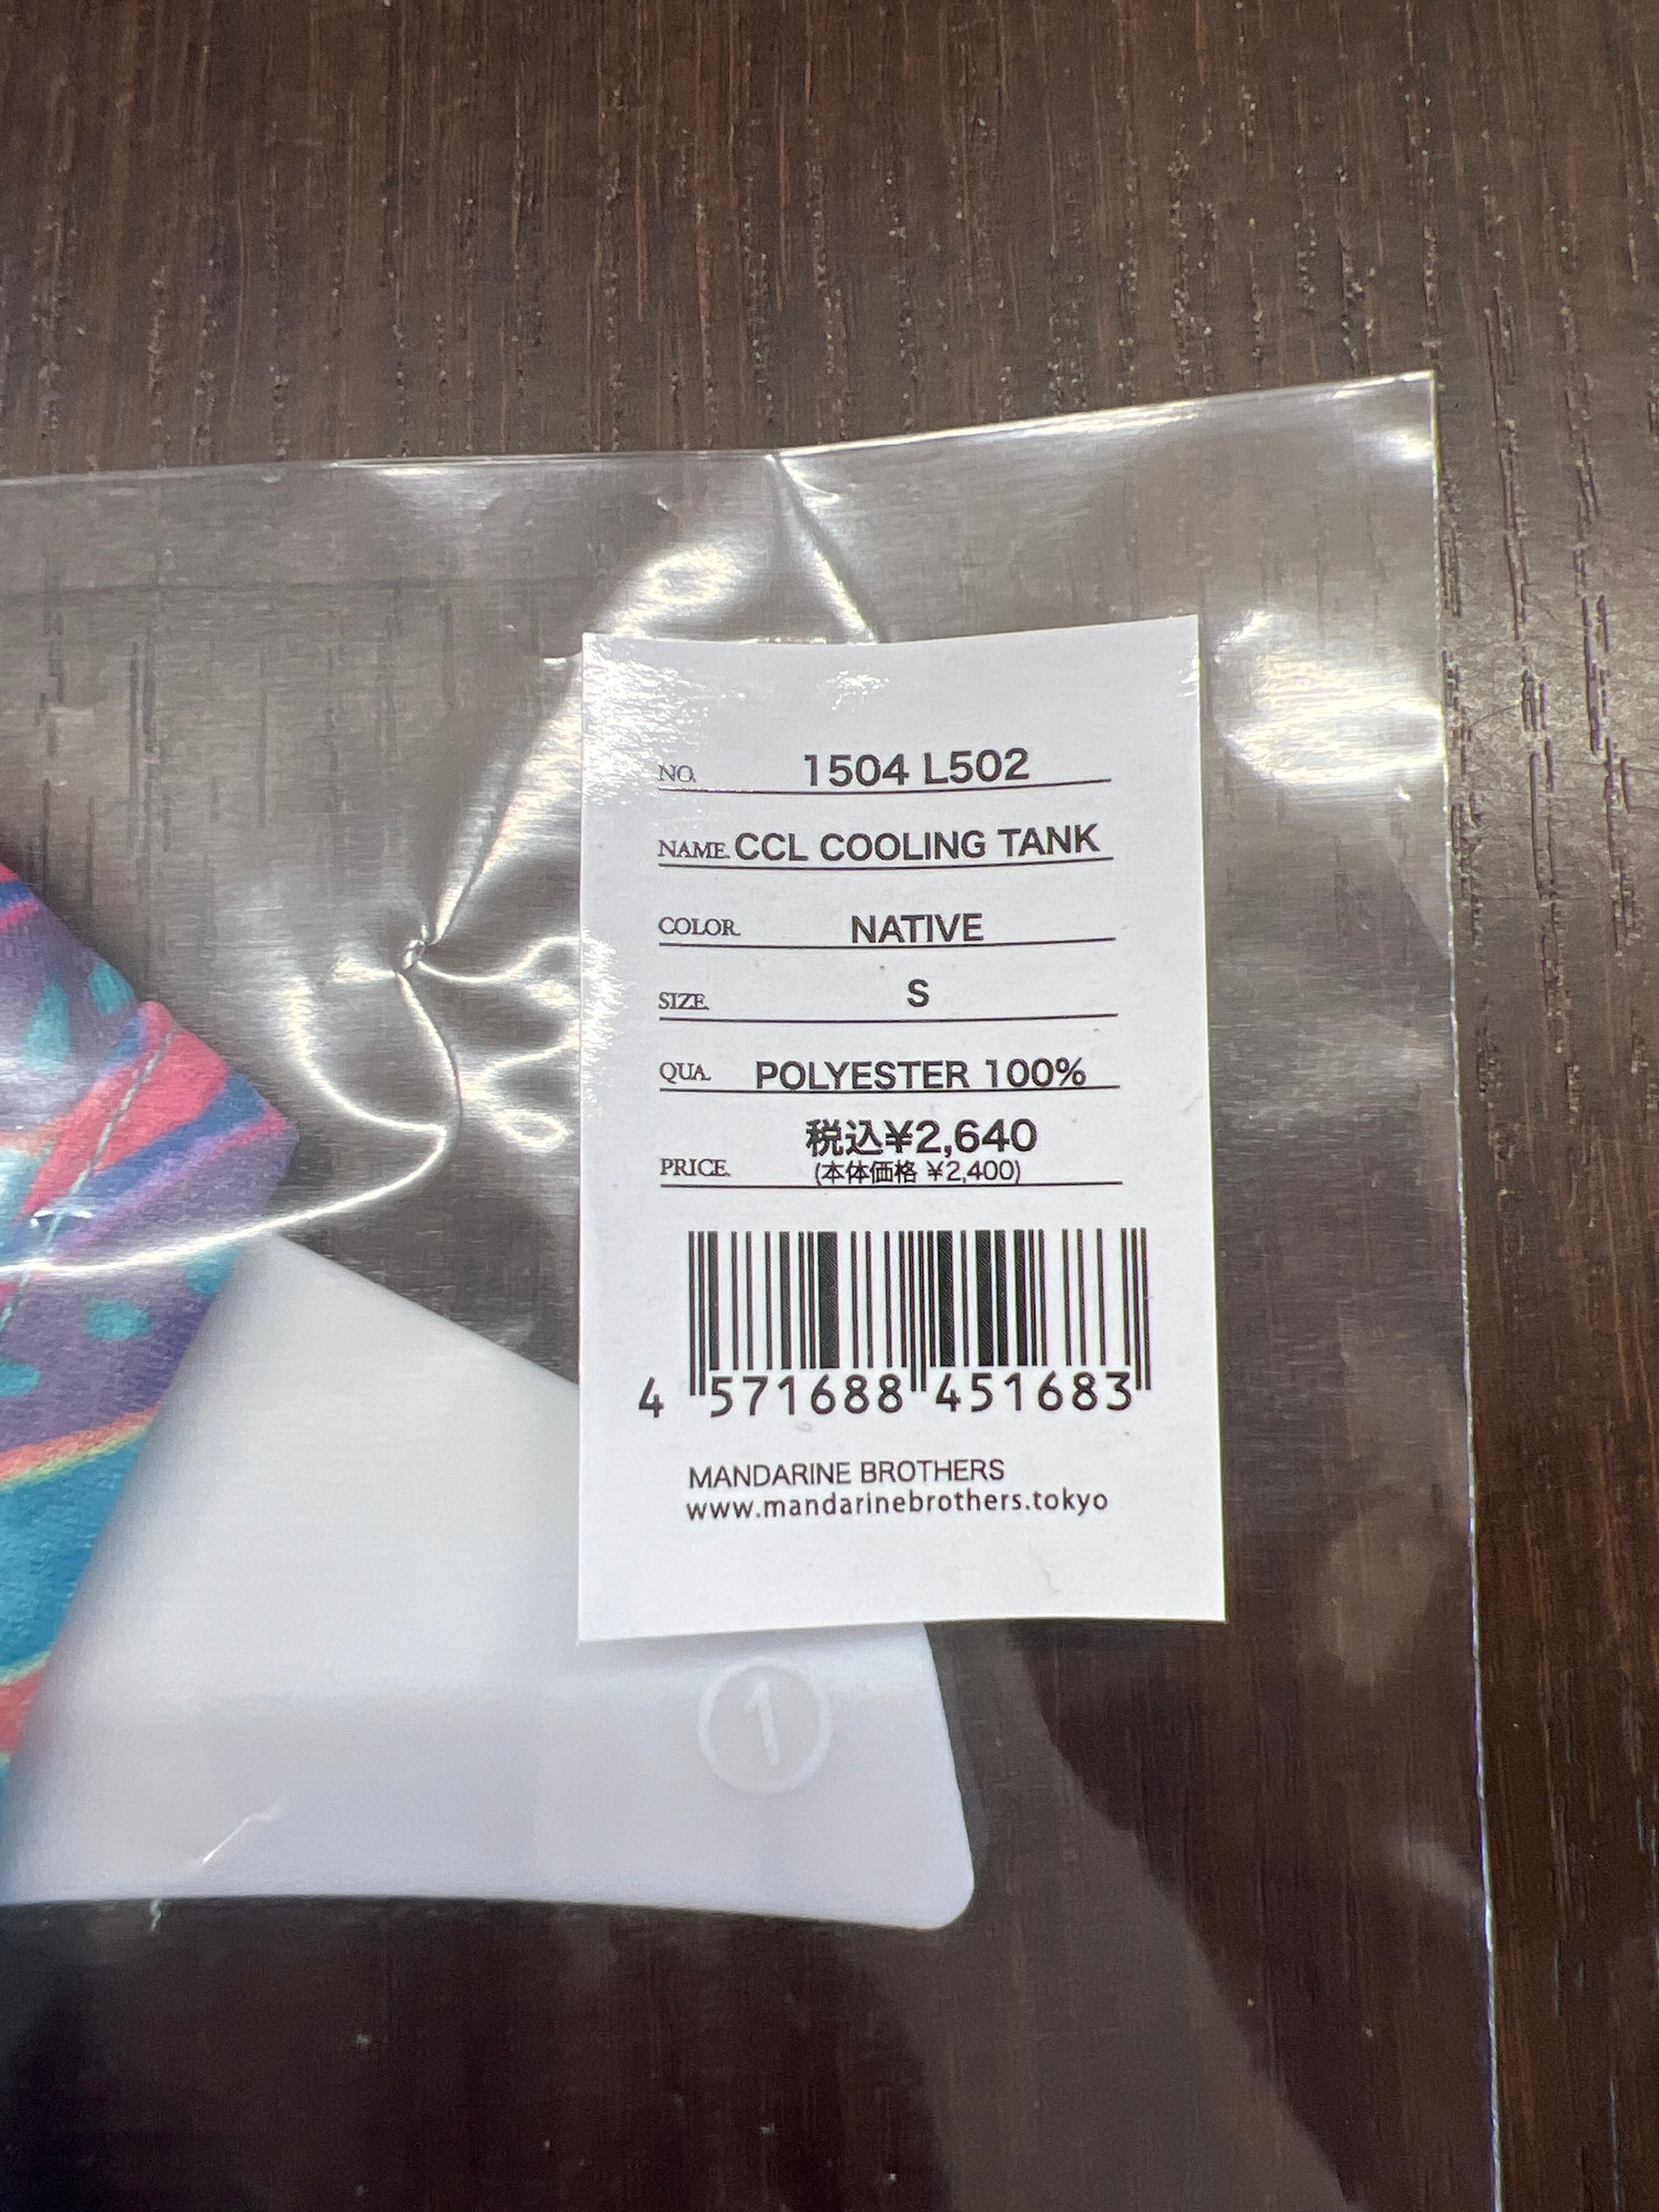 NO. 1504 L502
NAME. CCL COOLING TANK
COLOR. NATIVE
SIZE. S
QUA. POLYESTER 100%
税込¥2,640
PRICE. (本体価格 ¥2,400)
4 571688 451683
MANDARINE BROTHERS
www.mandarinebrothers.tokyo
①